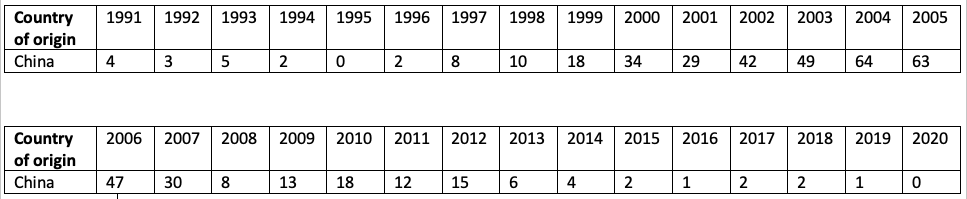 Country of origin 1991 1992 1993 1994 1995 1996 1997 1998 1999 2000 2001 2002 2003 2004 2005
China 4 3 5 2 0 2 8 10 18 34 29 42 49 64 63
Country of origin 2006 2007 2008 2009 2010 2011 2012 2013 2014 2015 2016 2017 2018 2019 2020
China 47 30 8 13 18 12 15 6 4 2 1 2 2 1 0